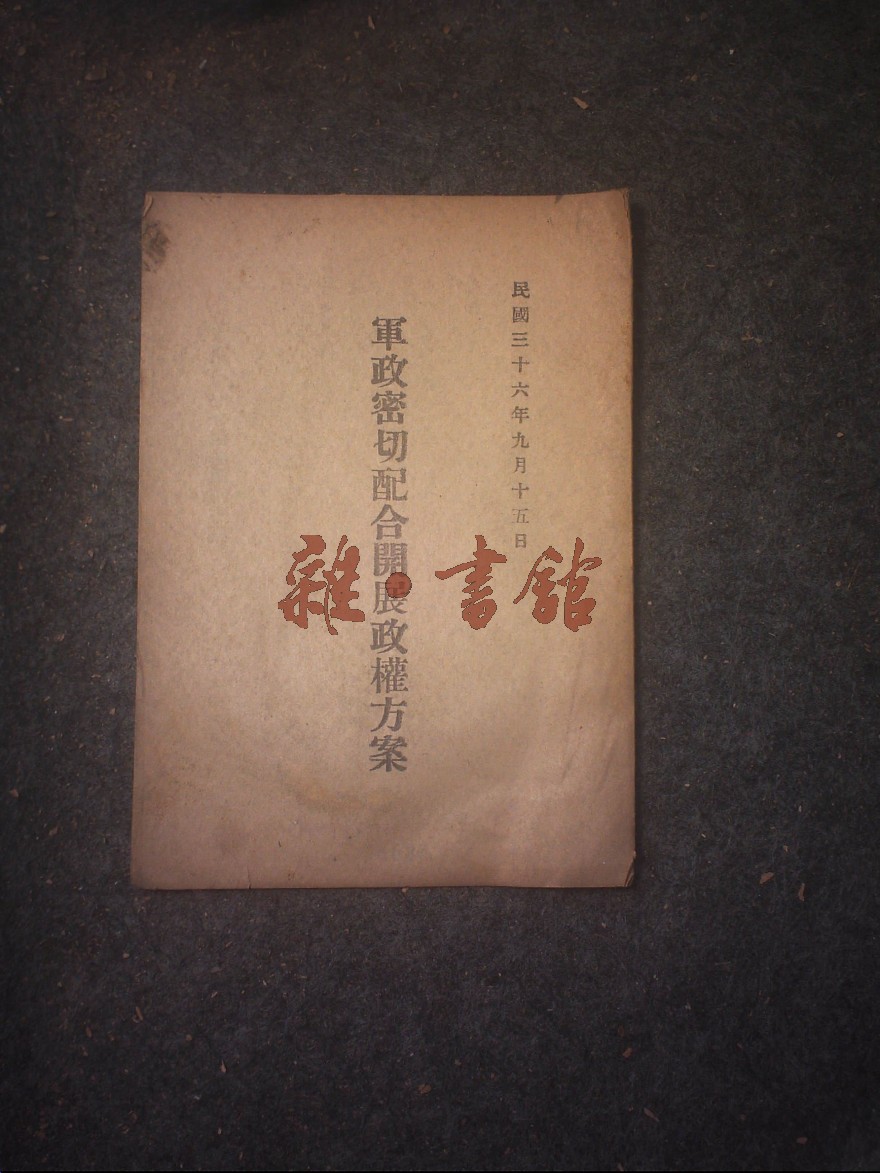 民國三十六年九月十五日
軍政密切配合開展政權方案
雜·書館